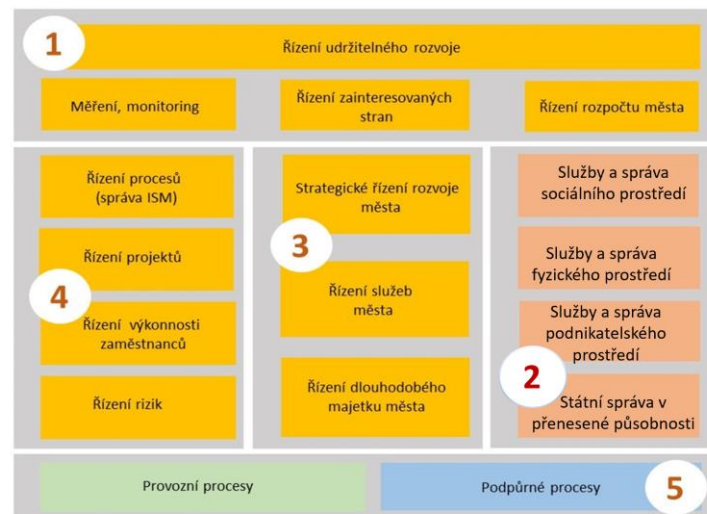 1
Řízení udržitelného rozvoje
Měření, monitoring
Řízení zainteresovaných
stran
Řízení rozpočtu města
Řízení procesů
(správa ISM)
Řízení projektů
4
Řízení výkonnosti
zaměstnanců
Řízení rizik
Strategické řízení rozvoje
města
3
Řízení služeb
města
Řízení dlouhodobého
majetku města
Služby a správa
sociálního prostředí
Služby a správa
fyzického prostředí
Služby a správa
podnikatelského
prostředí
2
Státní správa v
přenesené působnosti
Provozní procesy
Podpůrné procesy
5